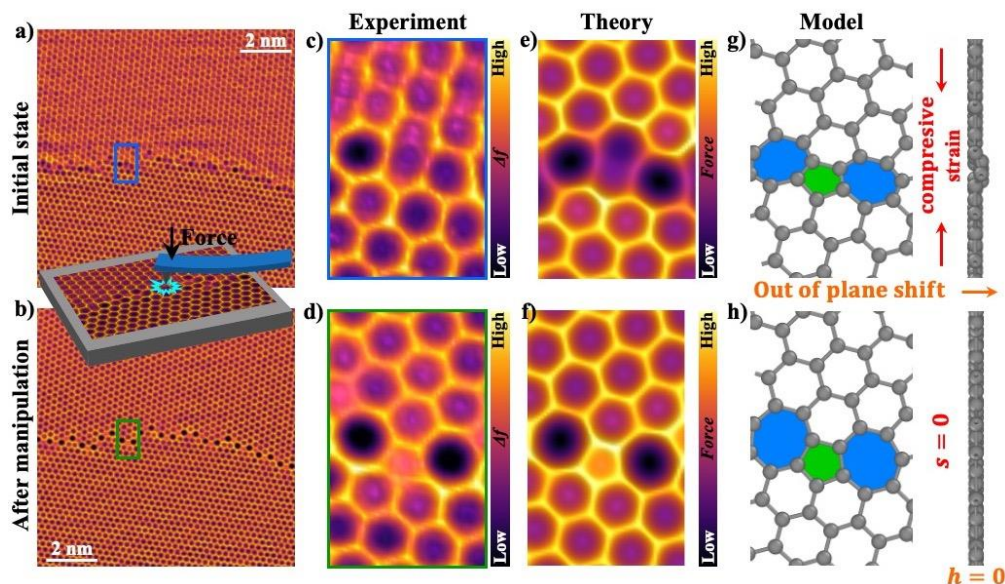 Experiment
Theory
Model
a)
2 nm
c)
High
e)
High
g)
Initial state
Δf
Force
compresive
strain
Force
Low
Low
Out of plane shift
b)
d)
High
f)
High
h)
After manipulation
Δf
Force
s = 0
2 nm
Low
Low
h = 0